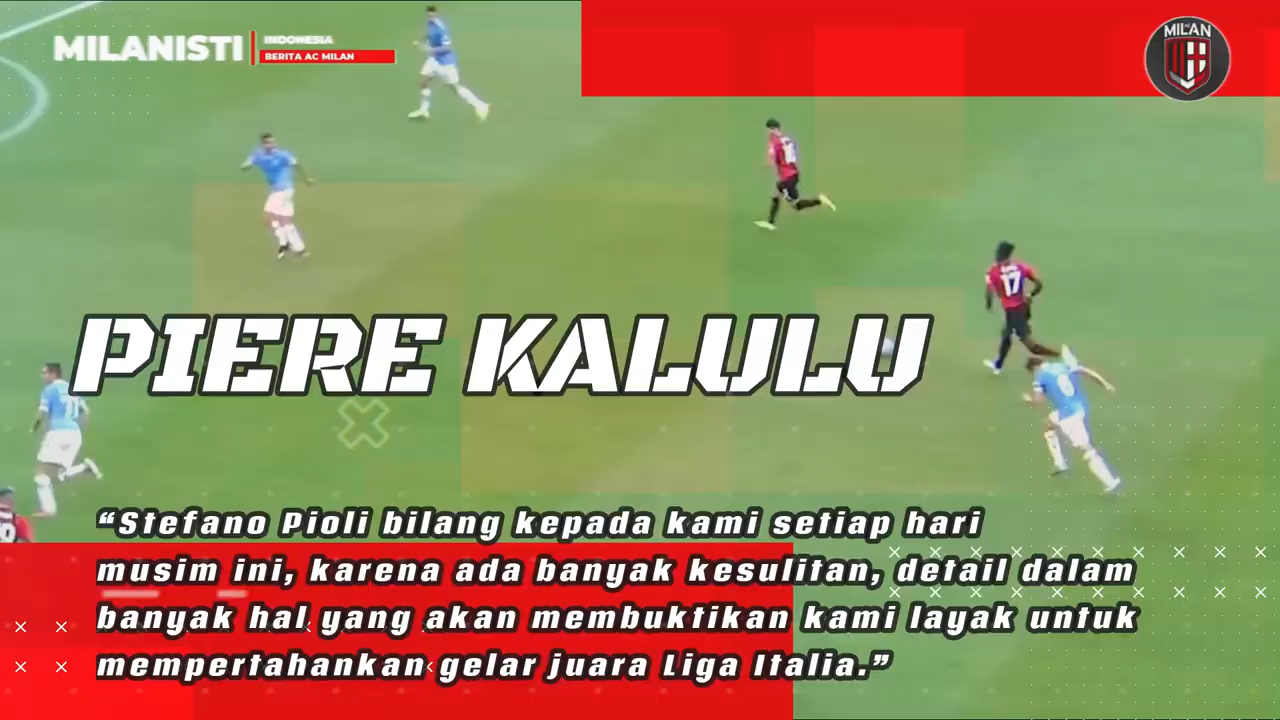 MILANISTI
INDONESIA
BERITA AC MILAN
MILAN
17
PIERE KALULU
“Stefano Pioli bilang kepada kami setiap hari
musim ini, karena ada banyak kesulitan, detail dalam
banyak hal yang akan membuktikan kami layak untuk
mempertahankan gelar juara Liga Italia.”